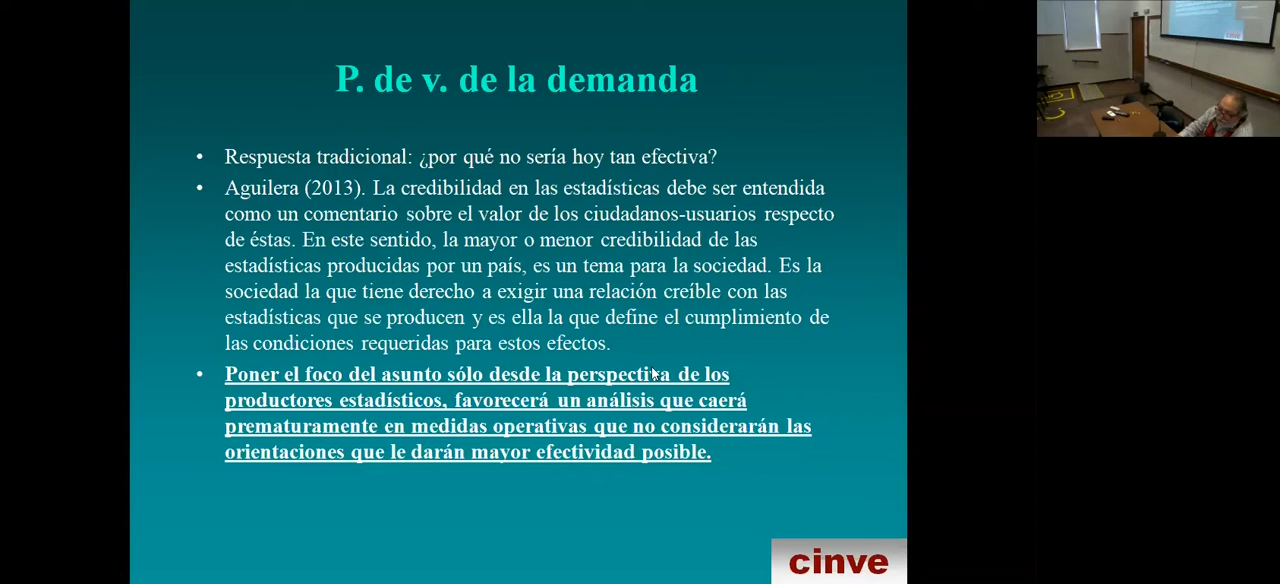 P. de v. de la demanda
• Respuesta tradicional: ¿por qué no sería hoy tan efectiva?
• Aguilera (2013). La credibilidad en las estadísticas debe ser entendida
como un comentario sobre el valor de los ciudadanos-usuarios respecto
de éstas. En este sentido, la mayor o menor credibilidad de las
estadísticas producidas por un país, es un tema para la sociedad. Es la
sociedad la que tiene derecho a exigir una relación creíble con las
estadísticas que se producen y es ella la que define el cumplimiento de
las condiciones requeridas para estos efectos.
• Poner el foco del asunto sólo desde la perspectiva de los
productores estadísticos, favorecerá un análisis que caerá
prematuramente en medidas operativas que no considerarán las
orientaciones que le darán mayor efectividad posible.
cinve